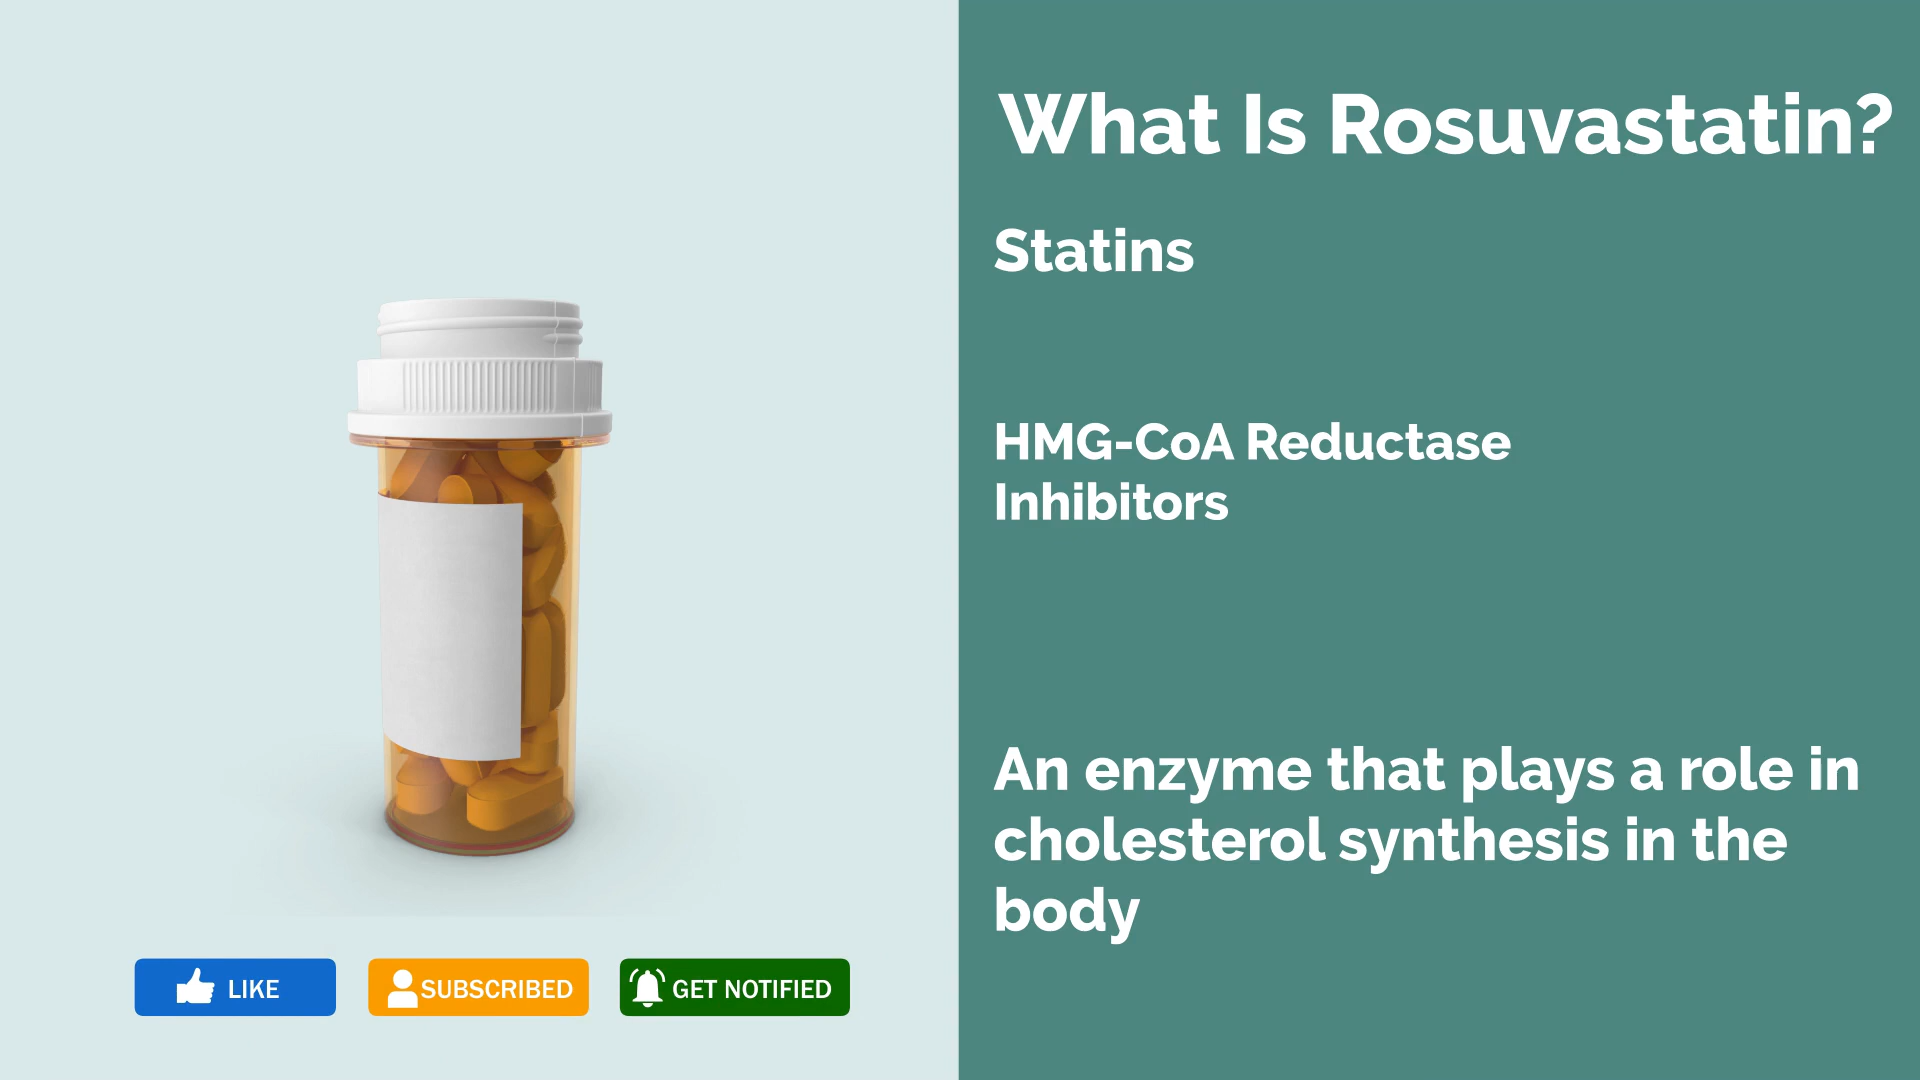 What Is Rosuvastatin?
Statins
HMG-CoA Reductase
Inhibitors
An enzyme that plays a role in
cholesterol synthesis in the
body
LIKE
SUBSCRIBED
GET NOTIFIED